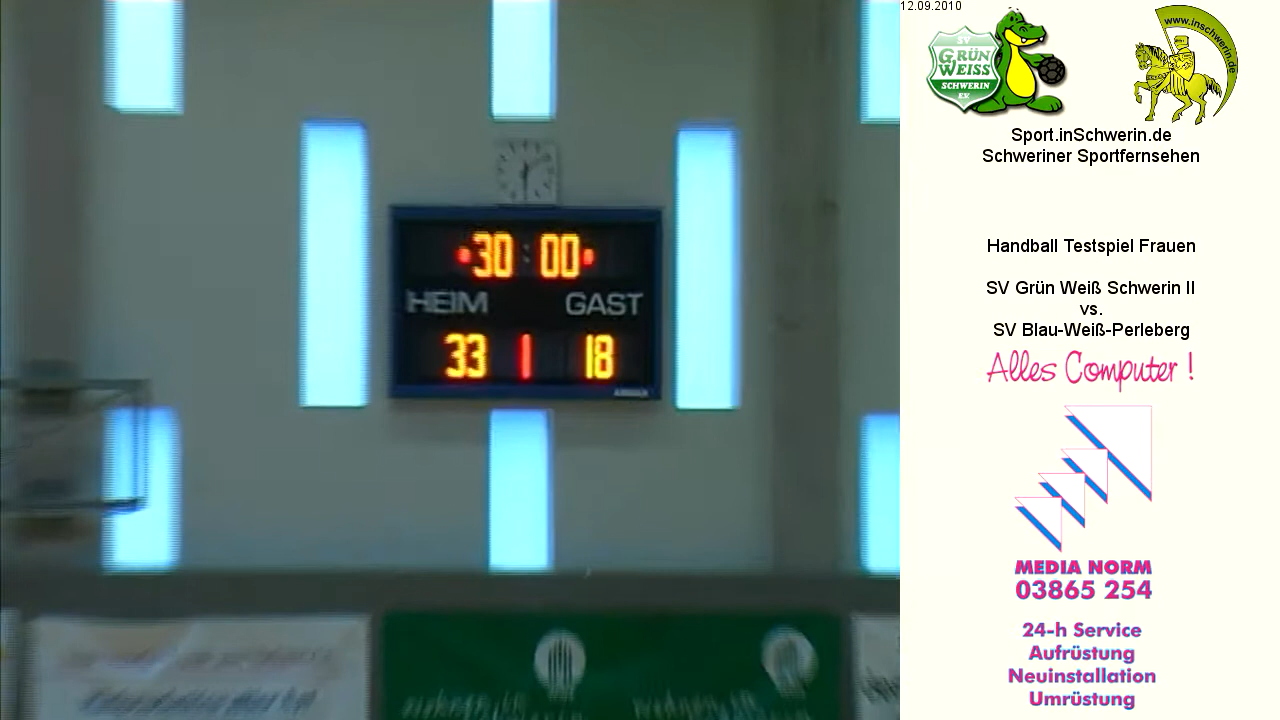 30:00
HEIM GAST
33 1 18
12.09.2010
SV
GRÜN
WEISS
SCHWERIN
E.V.
www.inschwerin.de
Sport.inSchwerin.de
Schweriner Sportfernsehen
Handball Testspiel Frauen
SV Grün Weiß Schwerin II
vs.
SV Blau-Weiß-Perleberg
Alles Computer !
MEDIA NORM
03865 254
24-h Service
Aufrüstung
Neuinstallation
Umrüstung